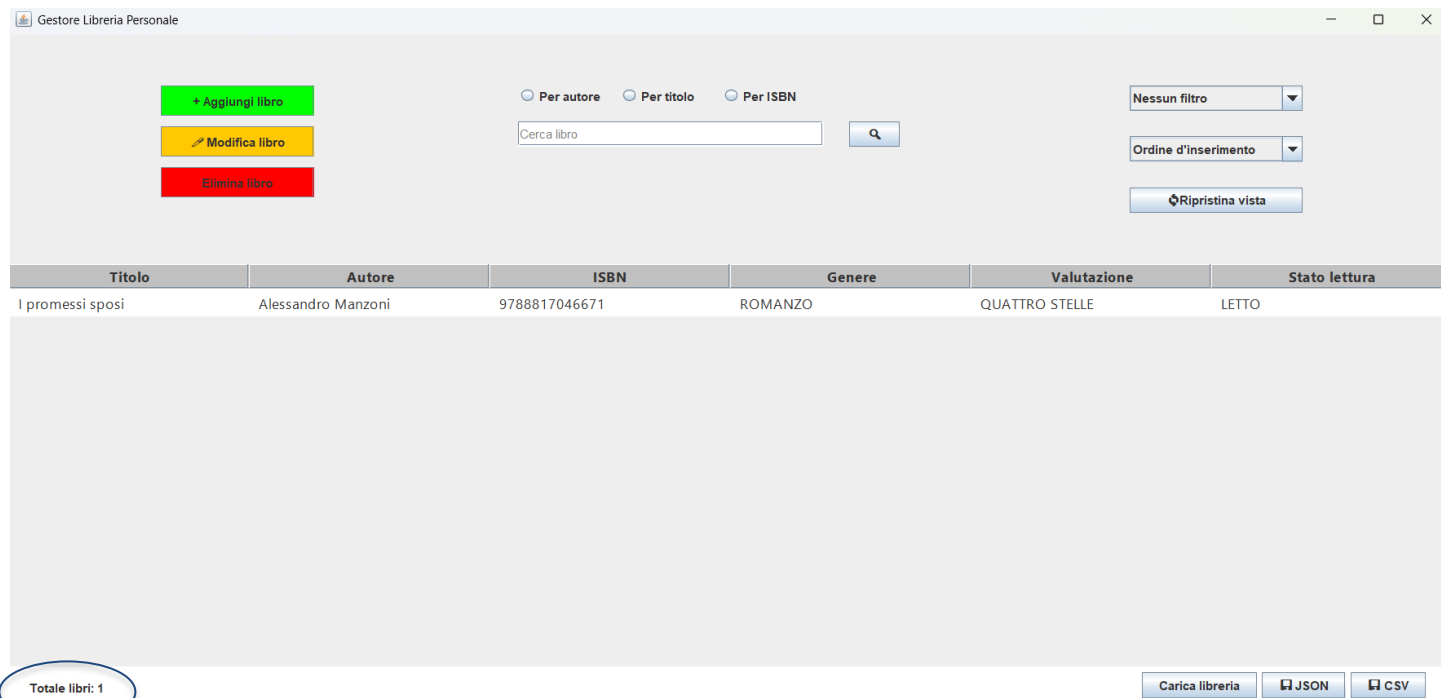 Gestore Libreria Personale
+ Aggiungi libro
Modifica libro
Elimina libro
Per autore Per titolo Per ISBN
Cerca libro
Nessun filtro
Ordine d'inserimento
Ripristina vista
Titolo Autore ISBN Genere Valutazione Stato lettura
I promessi sposi Alessandro Manzoni 9788817046671 ROMANZO QUATTRO STELLE LETTO
Totale libri: 1
Carica libreria JSON CSV